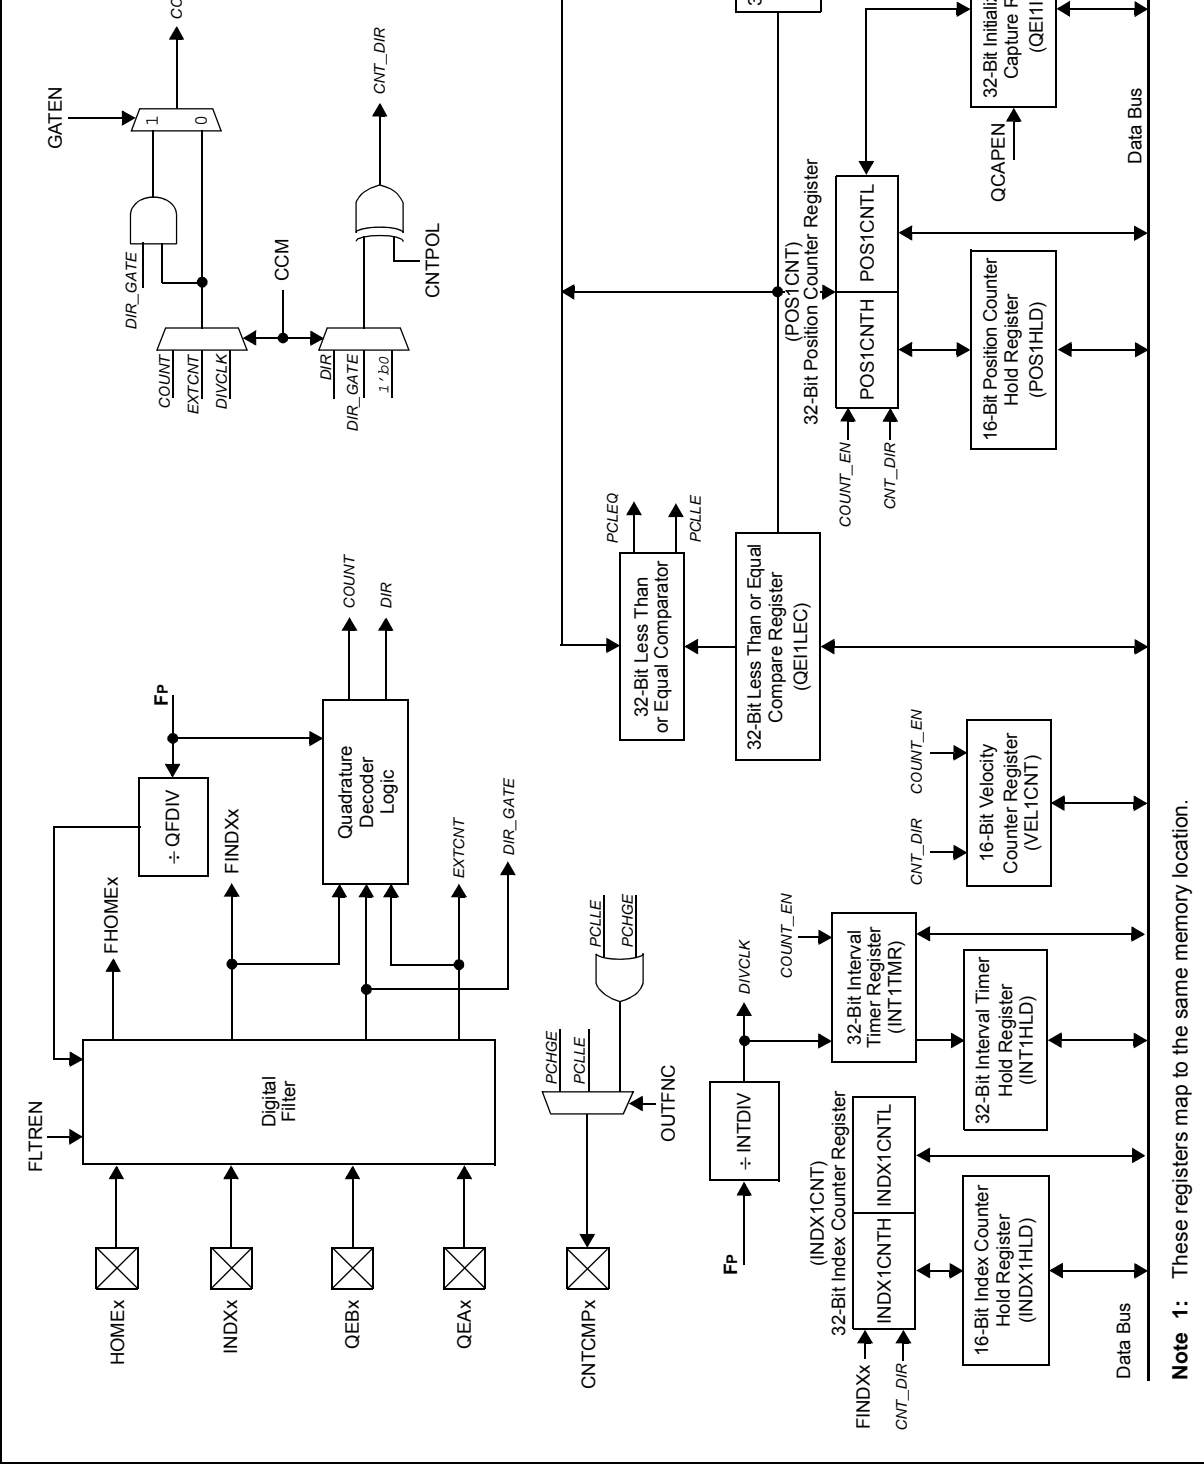 FLTREN
HOMEx
INDXx
QEBx
QEAx
Digital
Filter
FHOMEx
FINDXx
÷ QFDIV
FP
Quadrature
Decoder
Logic
COUNT
DIR
EXTCNT
DIR_GATE
COUNT
EXTCNT
DIVCLK
DIR_GATE
GATEN
1
0
CCM
DIR
DIR_GATE
1'b0
CNTPOL
CNT_DIR
CNTCMPx
PCHGE
PCLLE
OUTFNC
PCLLE
PCHGE
FP
÷ INTDIV
DIVCLK
COUNT_EN
32-Bit Interval
Timer Register
(INT1TMR)
32-Bit Interval Timer
Hold Register
(INT1HLD)
(INDX1CNT)
32-Bit Index Counter Register
INDX1CNTH
INDX1CNTL
FINDXx
CNT_DIR
16-Bit Index Counter
Hold Register
(INDX1HLD)
CNT_DIR
COUNT_EN
16-Bit Velocity
Counter Register
(VEL1CNT)
32-Bit Less Than
or Equal Comparator
PCLEQ
PCLLE
32-Bit Less Than or Equal
Compare Register
(QEI1LEC)
(POS1CNT)
32-Bit Position Counter Register
POS1CNTH
POS1CNTL
COUNT_EN
CNT_DIR
16-Bit Position Counter
Hold Register
(POS1HLD)
QCAPEN
32-Bit
Capture
Data Bus
Data Bus
Note 1: These registers map to the same memory location.